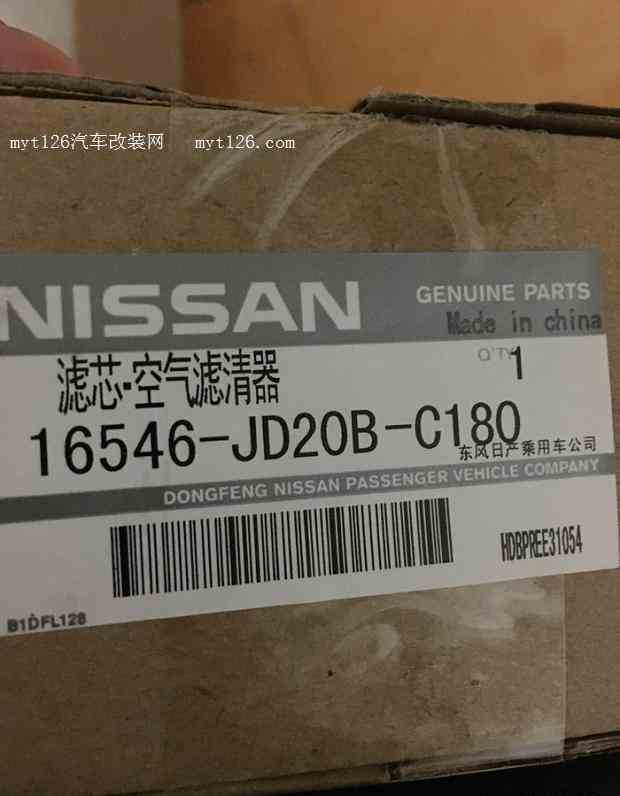 myt126汽车改装网 myt126.com
NISSAN GENUINE PARTS
Made in china
滤芯·空气滤清器 Q'TY 1
16546-JD20B-C180
东风日产乘用车公司
DONGFENG NISSAN PASSENGER VEHICLE COMPANY
HDBPREE31054
B1DFL128